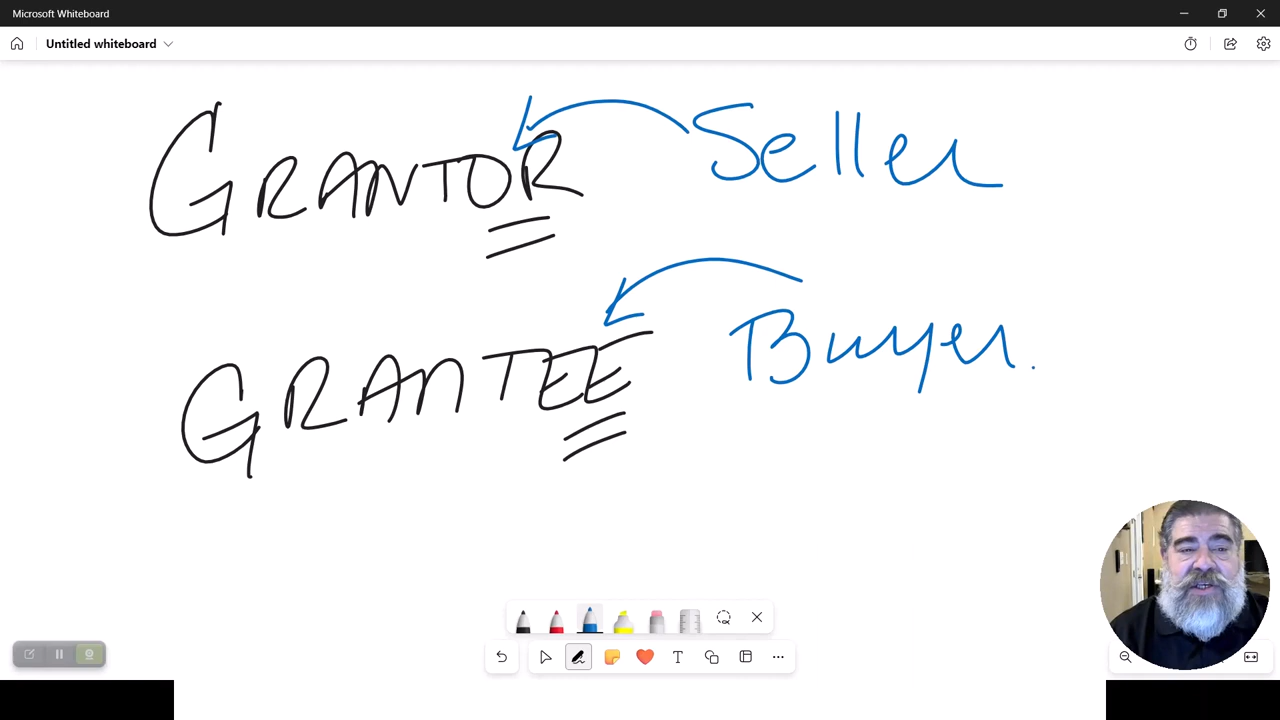 Microsoft Whiteboard
Untitled whiteboard
GRANTOR Seller
GRANTEE Buyer.
T